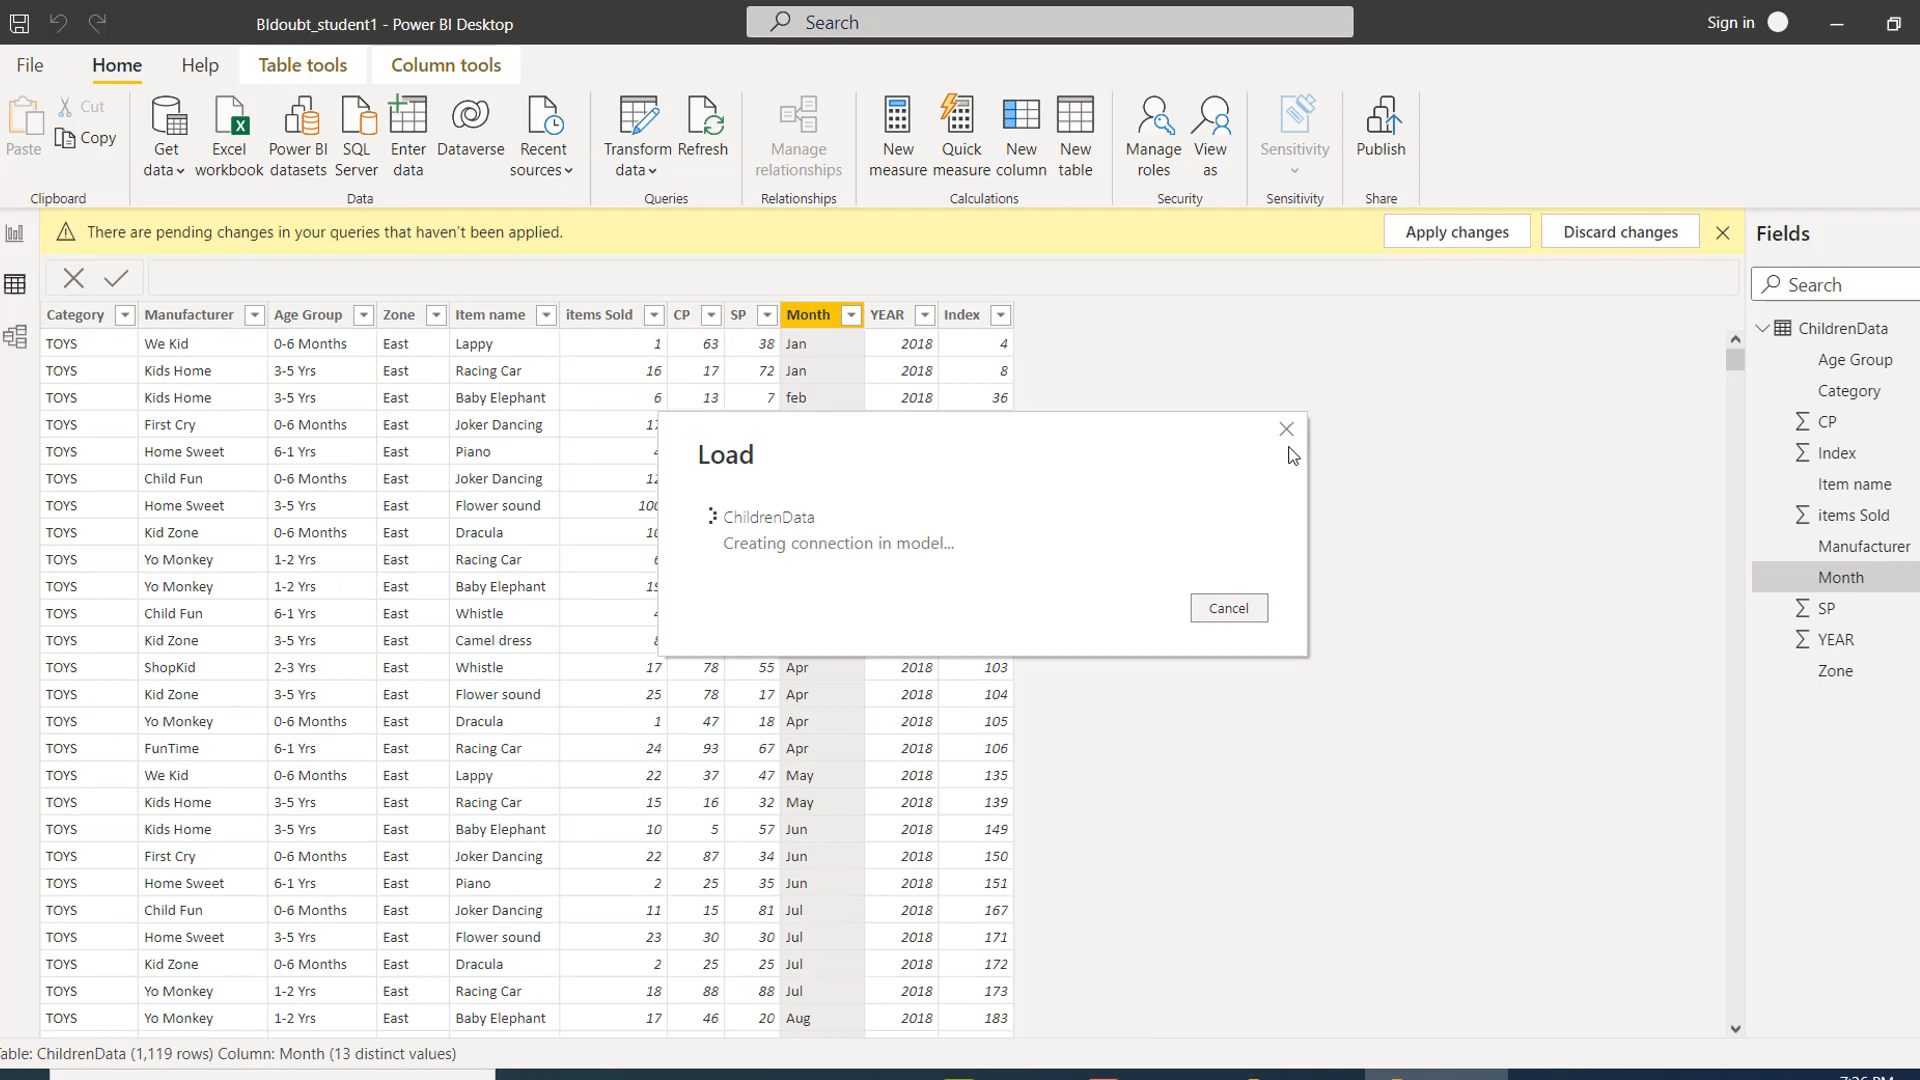 BIdoubt_student1 - Power BI Desktop
Search
Sign in
File Home Help Table tools Column tools
Paste
Cut
Copy
Get data
Excel workbook
Power BI datasets
SQL Server
Enter data
Dataverse
Recent sources
Transform data
Refresh
Manage relationships
New measure
Quick measure
New column
New table
Manage roles
View as
Sensitivity
Publish
Clipboard Data Queries Relationships Calculations Security Sensitivity Share
There are pending changes in your queries that haven't been applied.
Apply changes
Discard changes
Category Manufacturer Age Group Zone Item name items Sold CP SP Month YEAR Index
TOYS We Kid 0-6 Months East Lappy 1 63 38 Jan 2018 4
TOYS Kids Home 3-5 Yrs East Racing Car 16 17 72 Jan 2018 8
TOYS Kids Home 3-5 Yrs East Baby Elephant 6 13 7 feb 2018 36
TOYS First Cry 0-6 Months East Joker Dancing
TOYS Home Sweet 6-1 Yrs East Piano
TOYS Child Fun 0-6 Months East Joker Dancing
TOYS Home Sweet 3-5 Yrs East Flower sound
TOYS Kid Zone 0-6 Months East Dracula
TOYS Yo Monkey 1-2 Yrs East Racing Car
TOYS Yo Monkey 1-2 Yrs East Baby Elephant
TOYS Child Fun 6-1 Yrs East Whistle
TOYS Kid Zone 3-5 Yrs East Camel dress
TOYS ShopKid 2-3 Yrs East Whistle 17 78 55 Apr 2018 103
TOYS Kid Zone 3-5 Yrs East Flower sound 25 78 17 Apr 2018 104
TOYS Yo Monkey 0-6 Months East Dracula 1 47 18 Apr 2018 105
TOYS FunTime 6-1 Yrs East Racing Car 24 93 67 Apr 2018 106
TOYS We Kid 0-6 Months East Lappy 22 37 47 May 2018 135
TOYS Kids Home 3-5 Yrs East Racing Car 15 16 32 May 2018 139
TOYS Kids Home 3-5 Yrs East Baby Elephant 10 5 57 Jun 2018 149
TOYS First Cry 0-6 Months East Joker Dancing 22 87 34 Jun 2018 150
TOYS Home Sweet 6-1 Yrs East Piano 2 25 35 Jun 2018 151
TOYS Child Fun 0-6 Months East Joker Dancing 11 15 81 Jul 2018 167
TOYS Home Sweet 3-5 Yrs East Flower sound 23 30 30 Jul 2018 171
TOYS Kid Zone 0-6 Months East Dracula 2 25 25 Jul 2018 172
TOYS Yo Monkey 1-2 Yrs East Racing Car 18 88 88 Jul 2018 173
TOYS Yo Monkey 1-2 Yrs East Baby Elephant 17 46 20 Aug 2018 183
Load
ChildrenData
Creating connection in model...
Cancel
Fields
Search
ChildrenData
Age Group
Category
∑ CP
∑ Index
Item name
∑ items Sold
Manufacturer
Month
∑ SP
∑ YEAR
Zone
able: ChildrenData (1,119 rows) Column: Month (13 distinct values)